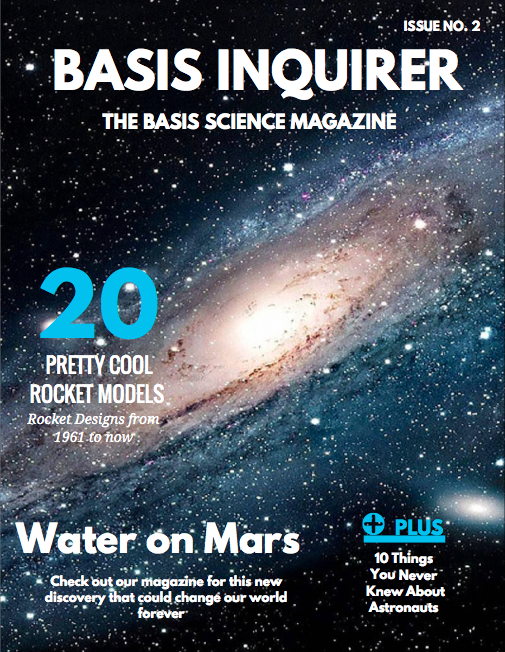 ISSUE NO. 2
BASIS INQUIRER
THE BASIS SCIENCE MAGAZINE
20
PRETTY COOL
ROCKET MODELS
Rocket Designs from
1961 to now
Water on Mars
Check out our magazine for this new
discovery that could change our world
forever
PLUS
10 Things
You Never
Knew About
Astronauts